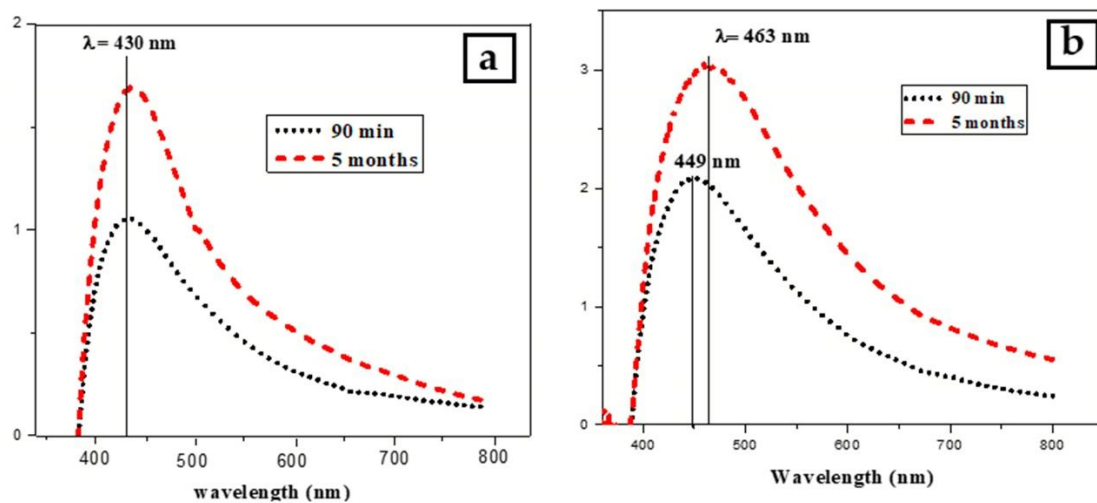 2
λ = 430 nm
a
90 min
5 months
1
0
400 500 600 700 800
wavelength (nm)
3
λ= 463 nm
b
90 min
5 months
449 nm
2
1
0
400 500 600 700 800
Wavelength (nm)